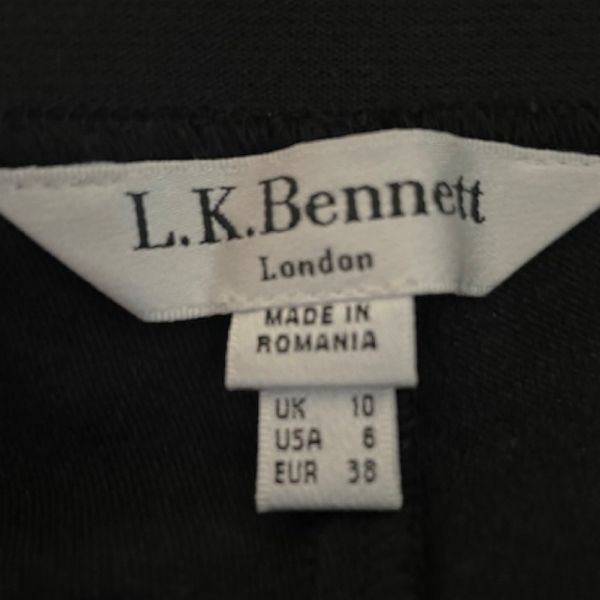 L.K.Bennett
London
MADE IN
ROMANIA
UK 10
USA 6
EUR 38